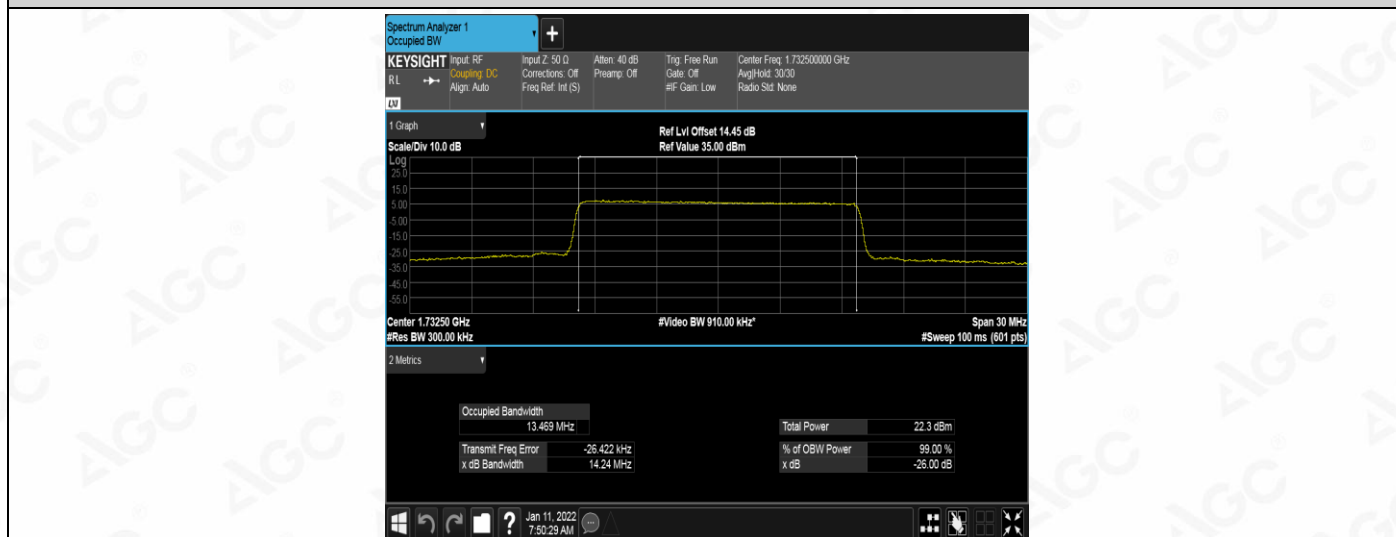 Spectrum Analyzer 1
Occupied BW
+
KEYSIGHT
RL
LXI
Input: RF
Coupling: DC
Align: Auto
Input Z: 50 Ω
Corrections: Off
Freq Ref: Int (S)
Atten: 40 dB
Preamp: Off
Trig: Free Run
Gate: Off
#IF Gain: Low
Center Freq: 1.732500000 GHz
Avg|Hold: 30/30
Radio Std: None
1 Graph
Scale/Div 10.0 dB
Ref Lvl Offset 14.45 dB
Ref Value 35.00 dBm
Log
25.0
15.0
5.00
-5.00
-15.0
-25.0
-35.0
-45.0
-55.0
Center 1.73250 GHz
#Res BW 300.00 kHz
#Video BW 910.00 kHz*
Span 30 MHz
#Sweep 100 ms (601 pts)
2 Metrics
Occupied Bandwidth
13.469 MHz
Transmit Freq Error -26.422 kHz
x dB Bandwidth 14.24 MHz
Total Power 22.3 dBm
% of OBW Power 99.00 %
x dB -26.00 dB
?
Jan 11, 2022
7:50:29 AM
AGC